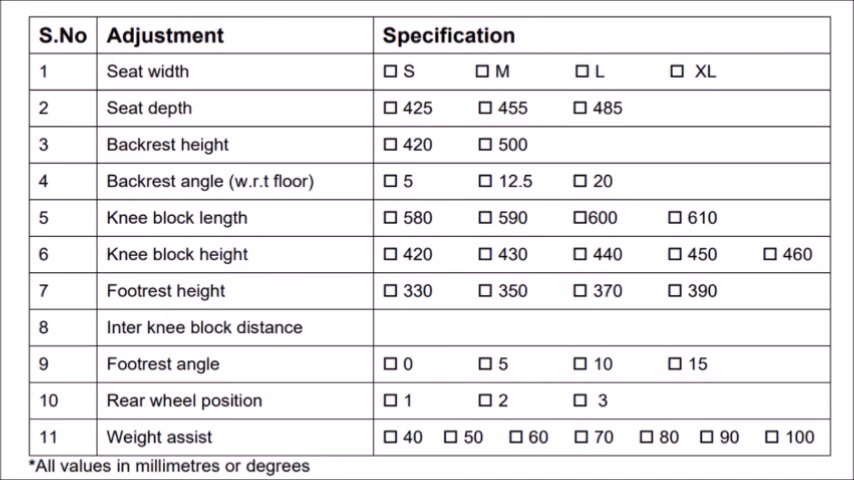 S.No Adjustment Specification
1 Seat width ☐ S ☐ M ☐ L ☐ XL
2 Seat depth ☐ 425 ☐ 455 ☐ 485
3 Backrest height ☐ 420 ☐ 500
4 Backrest angle (w.r.t floor) ☐ 5 ☐ 12.5 ☐ 20
5 Knee block length ☐ 580 ☐ 590 ☐600 ☐ 610
6 Knee block height ☐ 420 ☐ 430 ☐ 440 ☐ 450 ☐ 460
7 Footrest height ☐ 330 ☐ 350 ☐ 370 ☐ 390
8 Inter knee block distance
9 Footrest angle ☐ 0 ☐ 5 ☐ 10 ☐ 15
10 Rear wheel position ☐ 1 ☐ 2 ☐ 3
11 Weight assist ☐ 40 ☐ 50 ☐ 60 ☐ 70 ☐ 80 ☐ 90 ☐ 100
*All values in millimetres or degrees